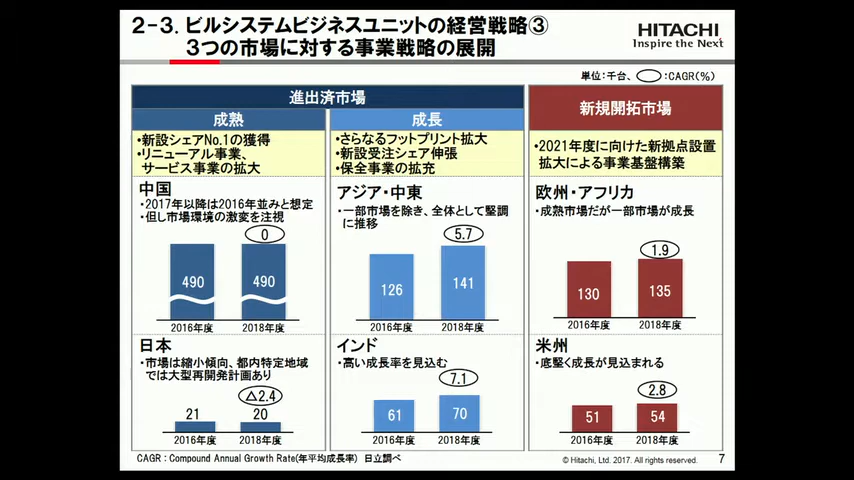 2-3. ビルシステムビジネスユニットの経営戦略③
3つの市場に対する事業戦略の展開
HITACHI
Inspire the Next
単位:千台、 :CAGR(%)
進出済市場
新規開拓市場
成熟
成長
・新設シェアNo.1の獲得
・リニューアル事業、
サービス事業の拡大
・さらなるフットプリント拡大
・新設受注シェア伸張
・保全事業の拡充
・2021年度に向けた新拠点設置
拡大による事業基盤構築
中国
・2017年以降は2016年並みと想定
・但し市場環境の激変を注視
0
490
490
2016年度
2018年度
アジア・中東
・一部市場を除き、全体として堅調
に推移
5.7
126
141
2016年度
2018年度
欧州・アフリカ
・成熟市場だが一部市場が成長
1.9
130
135
2016年度
2018年度
日本
・市場は縮小傾向、都内特定地域
では大型再開発計画あり
△2.4
21
20
2016年度
2018年度
インド
・高い成長率を見込む
7.1
61
70
2016年度
2018年度
米州
・底堅く成長が見込まれる
2.8
51
54
2016年度
2018年度
CAGR : Compound Annual Growth Rate(年平均成長率) 日立調べ
© Hitachi, Ltd. 2017. All rights reserved.
7